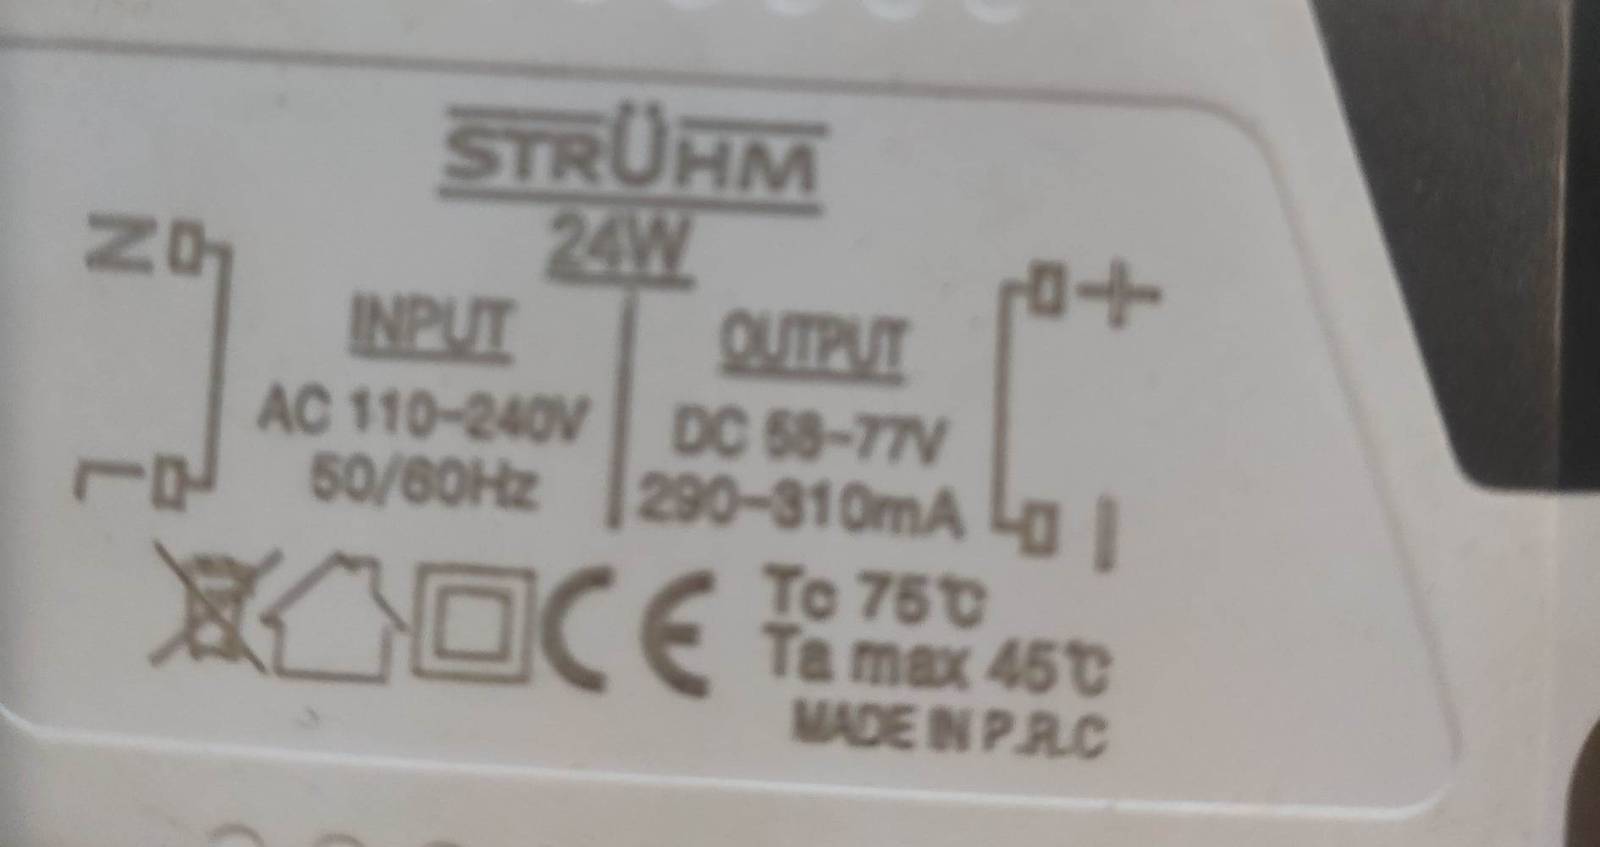 STRÜHM
24W
N
INPUT
AC 110-240V
50/60Hz
L
OUTPUT
DC 58-77V
290-310mA
+
-
CE
Tc 75℃
Ta max 45℃
MADE IN P.R.C